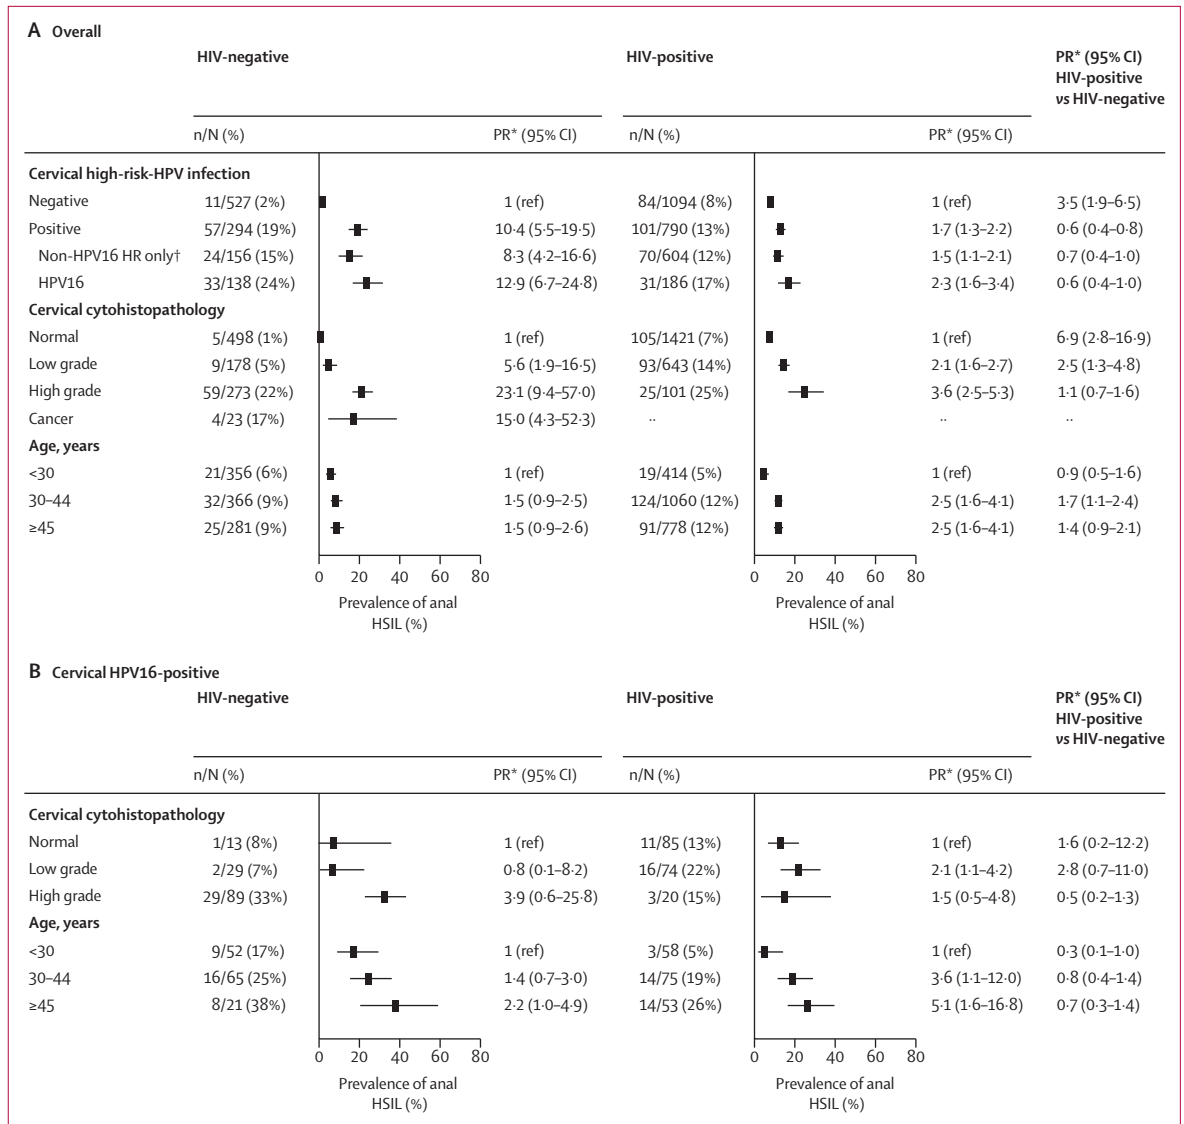 A Overall
HIV-negative HIV-positive PR* (95% CI)
HIV-positive
vs HIV-negative
n/N (%) PR* (95% CI) n/N (%) PR* (95% CI)
Cervical high-risk-HPV infection
Negative 11/527 (2%) 1 (ref) 84/1094 (8%) 1 (ref) 3·5 (1·9–6·5)
Positive 57/294 (19%) 10·4 (5·5–19·5) 101/790 (13%) 1·7 (1·3–2·2) 0·6 (0·4–0·8)
Non-HPV16 HR only† 24/156 (15%) 8·3 (4·2–16·6) 70/604 (12%) 1·5 (1·1–2·1) 0·7 (0·4–1·0)
HPV16 33/138 (24%) 12·9 (6·7–24·8) 31/186 (17%) 2·3 (1·6–3·4) 0·6 (0·4–1·0)
Cervical cytohistopathology
Normal 5/498 (1%) 1 (ref) 105/1421 (7%) 1 (ref) 6·9 (2·8–16·9)
Low grade 9/178 (5%) 5·6 (1·9–16·5) 93/643 (14%) 2·1 (1·6–2·7) 2·5 (1·3–4·8)
High grade 59/273 (22%) 23·1 (9·4–57·0) 25/101 (25%) 3·6 (2·5–5·3) 1·1 (0·7–1·6)
Cancer 4/23 (17%) 15·0 (4·3–52·3) ·· ·· ··
Age, years
<30 21/356 (6%) 1 (ref) 19/414 (5%) 1 (ref) 0·9 (0·5–1·6)
30–44 32/366 (9%) 1·5 (0·9–2·5) 124/1060 (12%) 2·5 (1·6–4·1) 1·7 (1·1–2·4)
≥45 25/281 (9%) 1·5 (0·9–2·6) 91/778 (12%) 2·5 (1·6–4·1) 1·4 (0·9–2·1)
0 20 40 60 80 0 20 40 60 80
Prevalence of anal Prevalence of anal
HSIL (%) HSIL (%)
B Cervical HPV16-positive
HIV-negative HIV-positive PR* (95% CI)
HIV-positive
vs HIV-negative
n/N (%) PR* (95% CI) n/N (%) PR* (95% CI)
Cervical cytohistopathology
Normal 1/13 (8%) 1 (ref) 11/85 (13%) 1 (ref) 1·6 (0·2–12·2)
Low grade 2/29 (7%) 0·8 (0·1–8·2) 16/74 (22%) 2·1 (1·1–4·2) 2·8 (0·7–11·0)
High grade 29/89 (33%) 3·9 (0·6–25·8) 3/20 (15%) 1·5 (0·5–4·8) 0·5 (0·2–1·3)
Age, years
<30 9/52 (17%) 1 (ref) 3/58 (5%) 1 (ref) 0·3 (0·1–1·0)
30–44 16/65 (25%) 1·4 (0·7–3·0) 14/75 (19%) 3·6 (1·1–12·0) 0·8 (0·4–1·4)
≥45 8/21 (38%) 2·2 (1·0–4·9) 14/53 (26%) 5·1 (1·6–16·8) 0·7 (0·3–1·4)
0 20 40 60 80 0 20 40 60 80
Prevalence of anal Prevalence of anal
HSIL (%) HSIL (%)